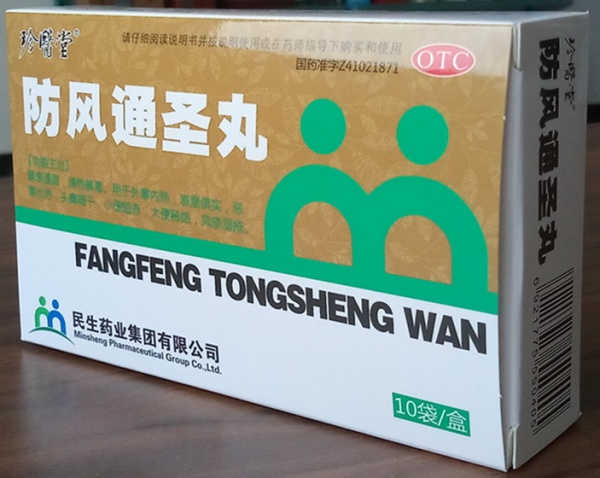 珍醫堂®
请仔细阅读说明书并按说明使用或在药师指导下购买和使用
国药准字Z41021871
OTC
防风通圣丸
【功能主治】
解表通里，清热解毒。用于外寒内热，表里俱实，恶
寒壮热，头痛咽干，小便短赤，大便秘结，风疹湿疮。
FANGFENG TONGSHENG WAN
民生药业集团有限公司
Minsheng Pharmaceutical Group Co.,Ltd.
10袋/盒
珍醫堂®
防风通圣丸
6927755550405